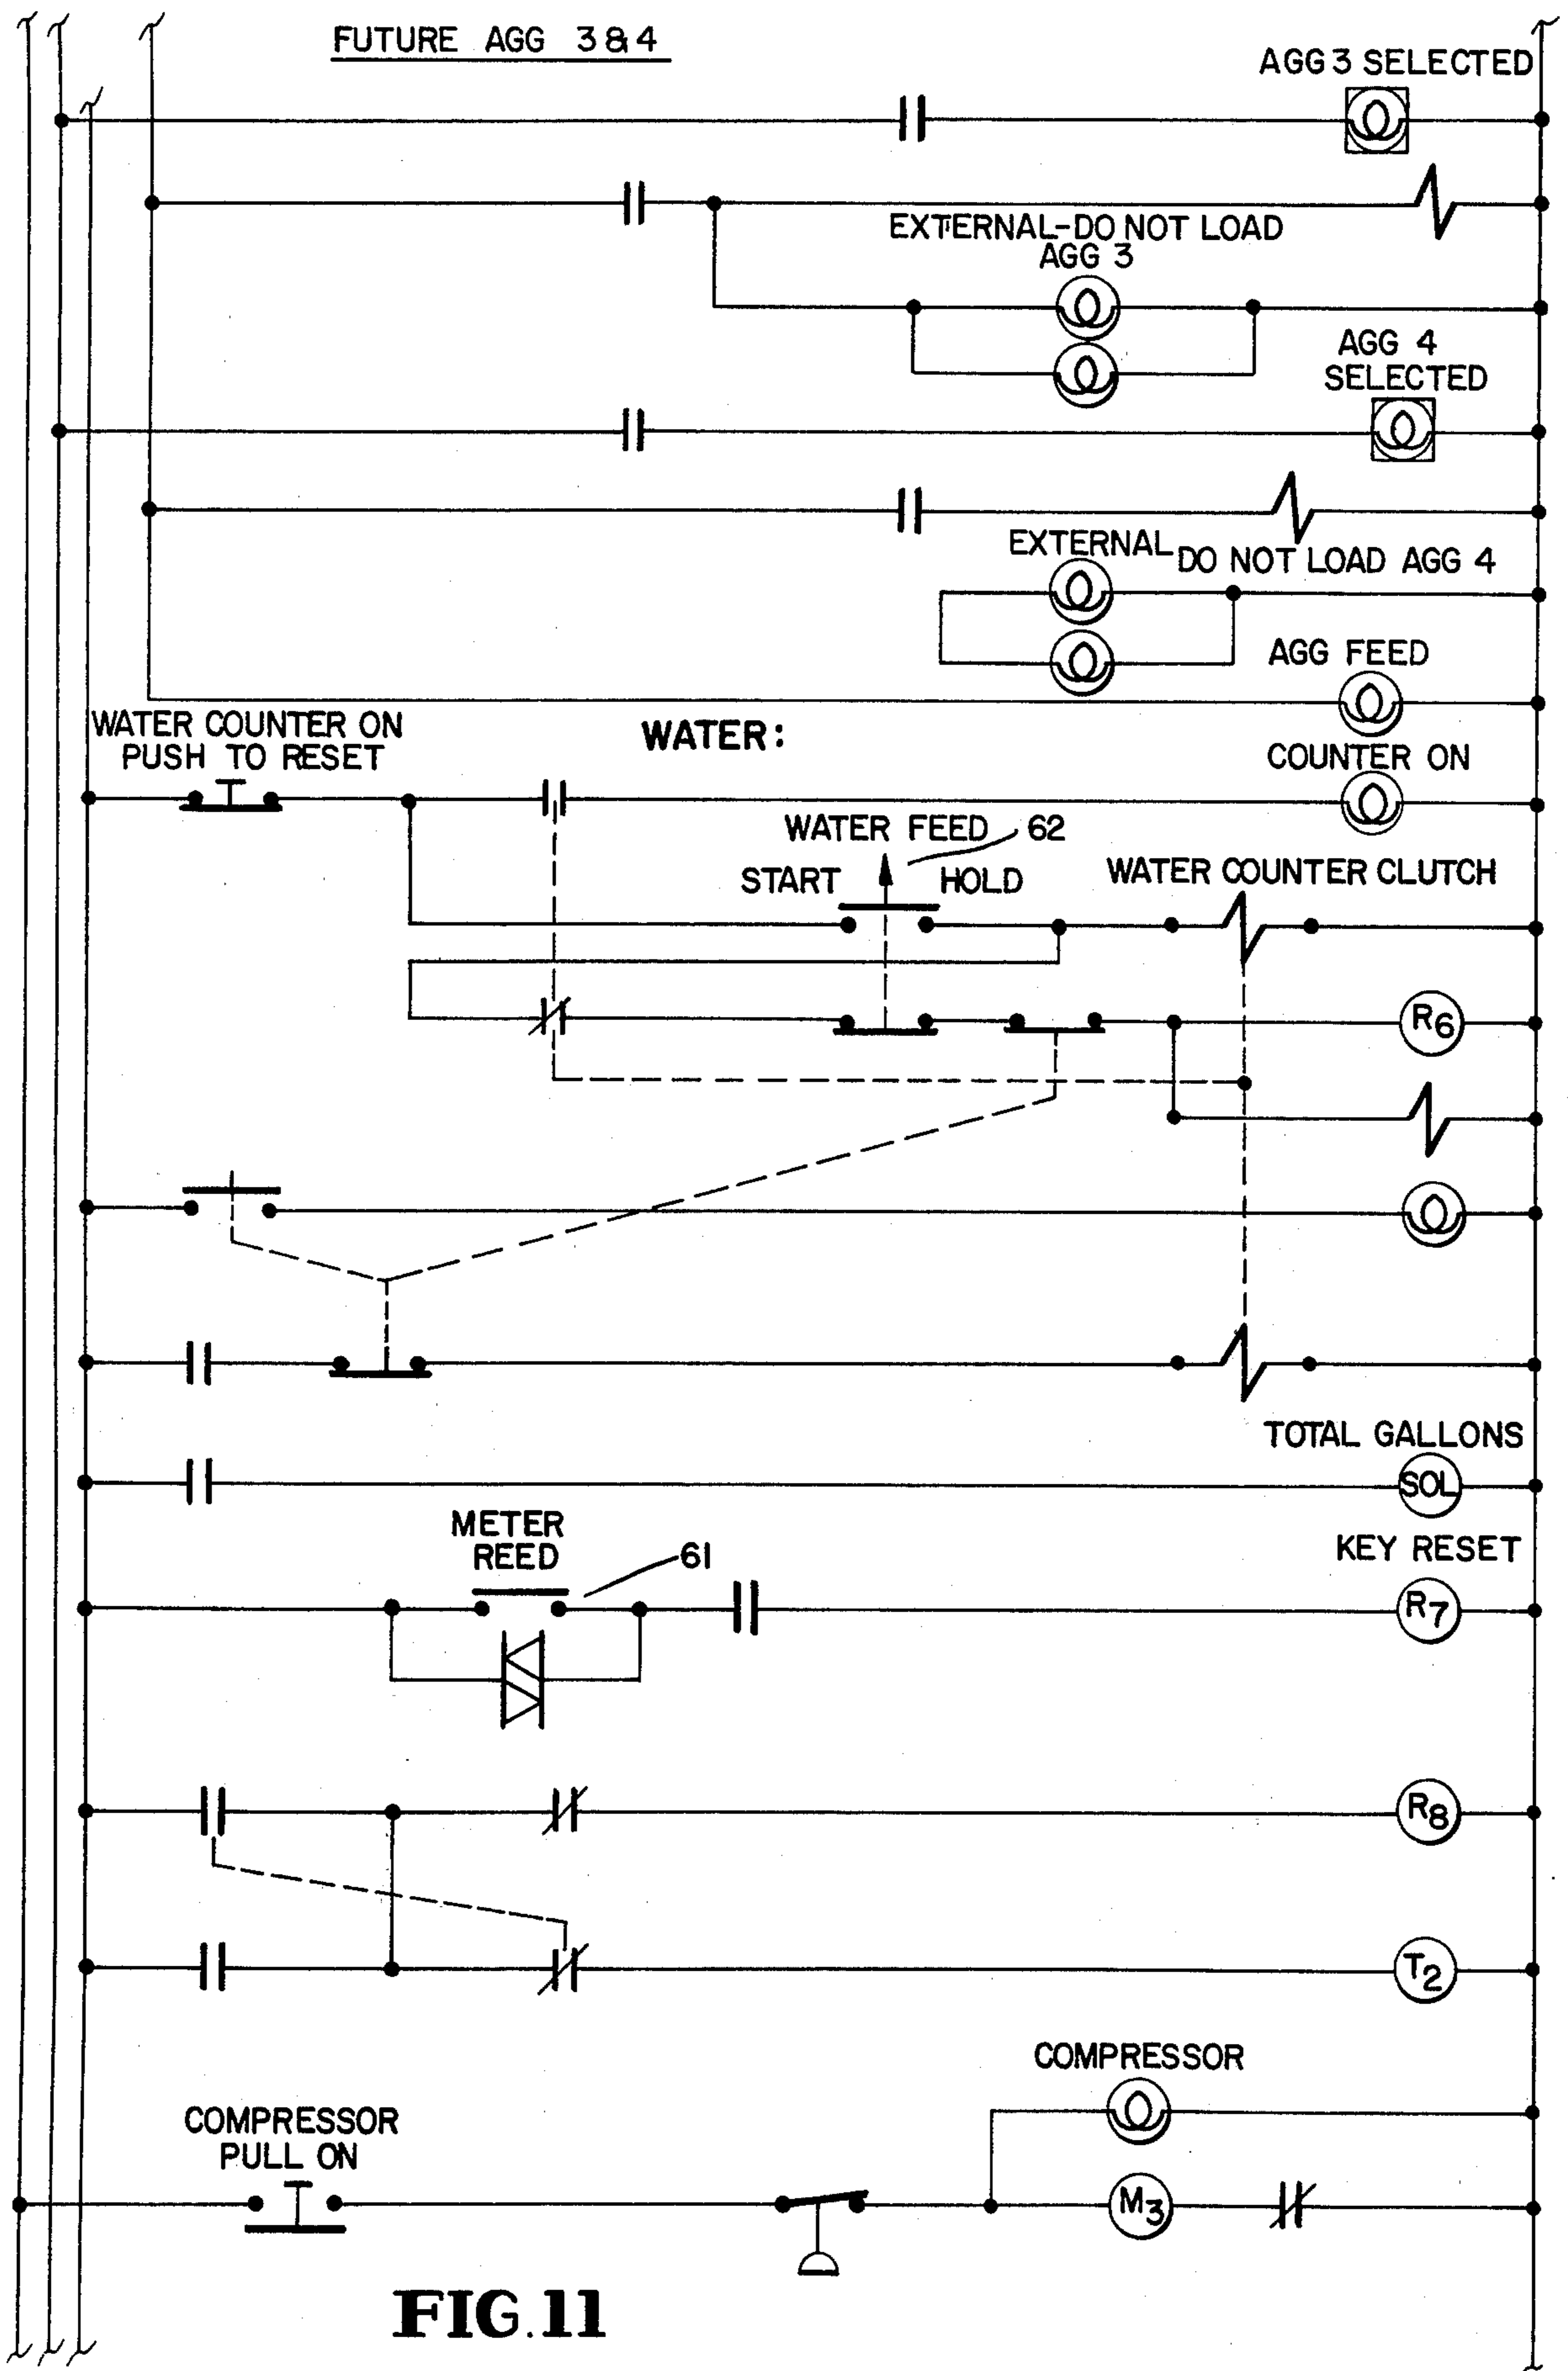 FUTURE AGG 3&4
AGG 3 SELECTED
EXTERNAL-DO NOT LOAD
AGG 3
AGG 4
SELECTED
EXTERNAL DO NOT LOAD AGG 4
AGG FEED
WATER COUNTER ON
PUSH TO RESET
WATER:
COUNTER ON
WATER FEED 62
START HOLD
WATER COUNTER CLUTCH
R6
TOTAL GALLONS
SOL
METER
REED
61
KEY RESET
R7
R8
T2
COMPRESSOR
COMPRESSOR
PULL ON
M3
FIG. 11